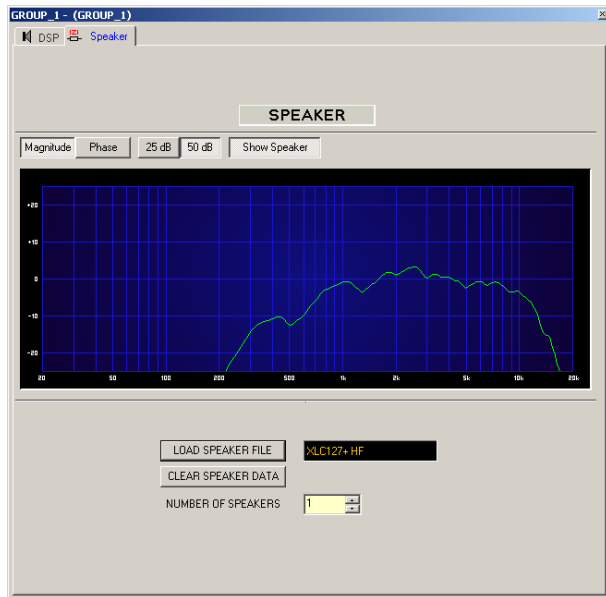 GROUP_1 - (GROUP_1)
DSP Speaker
SPEAKER
Magnitude Phase 25 dB 50 dB Show Speaker
+20
+10
0
-10
-20
20 50 100 200 500 1k 2k 5k 10k 20k
LOAD SPEAKER FILE XLC127+ HF
CLEAR SPEAKER DATA
NUMBER OF SPEAKERS 1